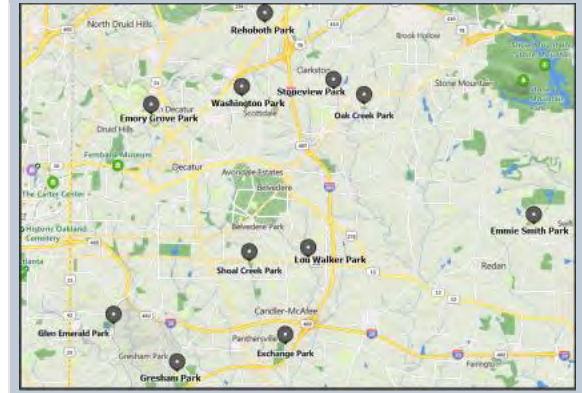 North Druid Hills
Rehoboth Park
Brook Hollow
Clarkston
Stoneview Park
Stone Mountain
Washington Park
Scottdale
Oak Creek Park
Decatur
Emory Grove Park
Druid Hills
Fernbank Museum
Decatur
Avondale Estates
Belvedere
The Carter Center
Historic Oakland
Cemetery
Belvedere Park
Emmie Smith Park
Lou Walker Park
Shoal Creek Park
Redan
Candler-McAfee
Glen Emerald Park
Panthersville
Exchange Park
Gresham Park
Gresham Park